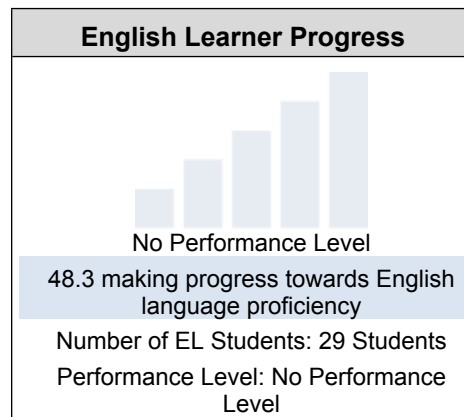 English Learner Progress
No Performance Level
48.3 making progress towards English
language proficiency
Number of EL Students: 29 Students
Performance Level: No Performance
Level